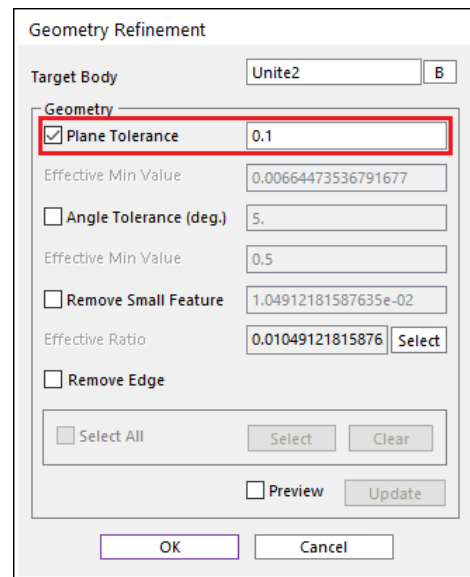 Geometry Refinement
Target Body Unite2 B
Geometry
Plane Tolerance 0.1
Effective Min Value 0.00664473536791677
Angle Tolerance (deg.) 5.
Effective Min Value 0.5
Remove Small Feature 1.04912181587635e-02
Effective Ratio 0.01049121815876 Select
Remove Edge
Select All Select Clear
Preview Update
OK Cancel